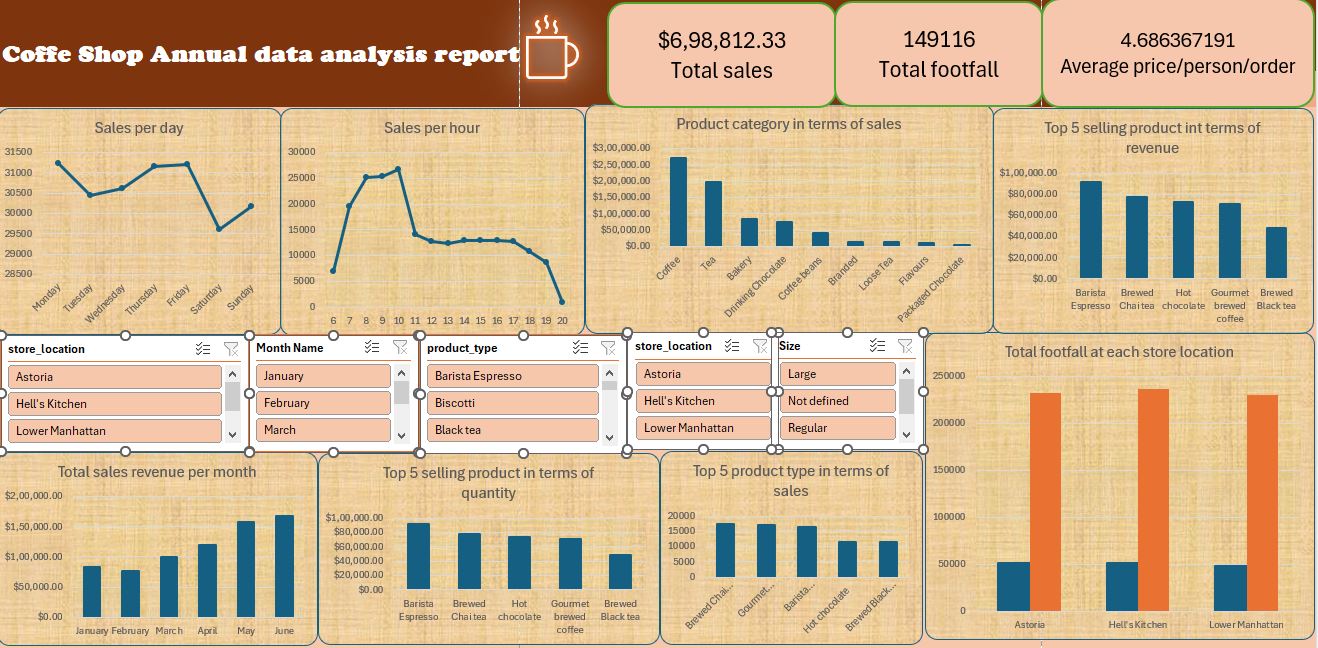 Coffe Shop Annual data analysis report
$6,98,812.33
Total sales
149116
Total footfall
4.686367191
Average price/person/order
Sales per day
31500
31000
30500
30000
29500
29000
28500
Monday
Tuesday
Wednesday
Thursday
Friday
Saturday
Sunday
Sales per hour
30000
25000
20000
15000
10000
5000
0
6 7 8 9 10 11 12 13 14 15 16 17 18 19 20
Product category in terms of sales
$3,00,000.00
$2,50,000.00
$2,00,000.00
$1,50,000.00
$1,00,000.00
$50,000.00
$0.00
Coffee
Tea
Bakery
Drinking Chocolate
Coffee beans
Branded
Loose Tea
Flavours
Packaged Chocolate
Top 5 selling product int terms of
revenue
$1,00,000.00
$80,000.00
$60,000.00
$40,000.00
$20,000.00
$0.00
Barista
Espresso
Brewed
Chai tea
Hot
chocolate
Gourmet
brewed
coffee
Brewed
Black tea
store_location
Astoria
Hell's Kitchen
Lower Manhattan
Month Name
January
February
March
product_type
Barista Espresso
Biscotti
Black tea
store_location
Astoria
Hell's Kitchen
Lower Manhattan
Size
Large
Not defined
Regular
Total footfall at each store location
250000
200000
150000
100000
50000
0
Astoria
Hell's Kitchen
Lower Manhattan
Total sales revenue per month
$2,00,000.00
$1,50,000.00
$1,00,000.00
$50,000.00
$0.00
January February March April May June
Top 5 selling product in terms of
quantity
$1,00,000.00
$80,000.00
$60,000.00
$40,000.00
$20,000.00
$0.00
Barista
Espresso
Brewed
Chai tea
Hot
chocolate
Gourmet
brewed
coffee
Brewed
Black tea
Top 5 product type in terms of
sales
20000
15000
10000
5000
0
Brewed Chai...
Gourmet...
Barista...
Hot chocolate
Brewed Black...